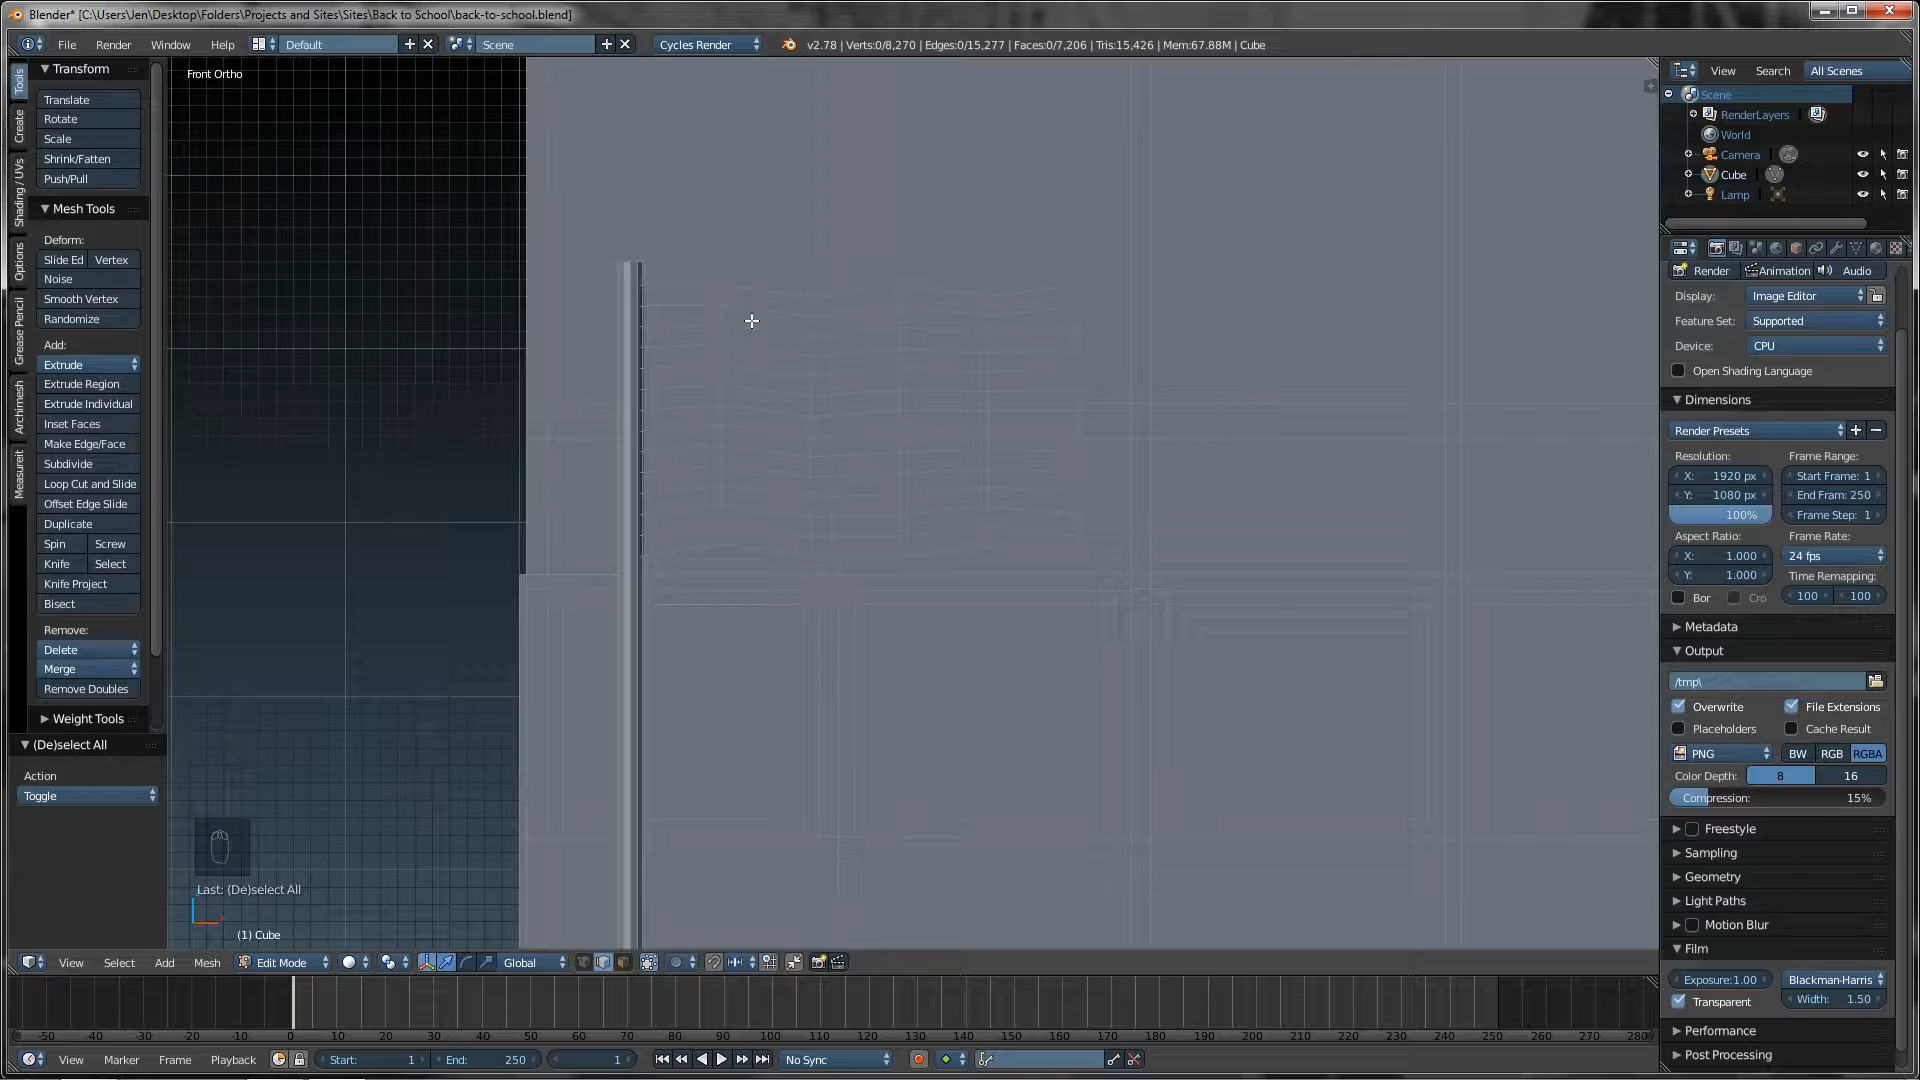 Blender* [C:\Users\Jen\Desktop\Folders\Projects and Sites\Sites\Back to School\back-to-school.blend]
File Render Window Help Default Scene Cycles Render v2.78 | Verts:0/8,270 | Edges:0/15,277 | Faces:0/7,206 | Tris:15,426 | Mem:67.88M | Cube
Tools
Create
Shading / UVs
Options
Grease Pencil
Archimesh
Measureit
Transform
Translate
Rotate
Scale
Shrink/Fatten
Push/Pull
Mesh Tools
Deform:
Slide Ed Vertex
Noise
Smooth Vertex
Randomize
Add:
Extrude
Extrude Region
Extrude Individual
Inset Faces
Make Edge/Face
Subdivide
Loop Cut and Slide
Offset Edge Slide
Duplicate
Spin Screw
Knife Select
Knife Project
Bisect
Remove:
Delete
Merge
Remove Doubles
Weight Tools
(De)select All
Action
Toggle
Front Ortho
Last: (De)select All
(1) Cube
View Select Add Mesh Edit Mode Global
-50 -40 -30 -20 -10 0 10 20 30 40 50 60 70 80 90 100 110 120 130 140 150 160 170 180 190 200 210 220 230 240 250 260 270 280
View Marker Frame Playback Start: 1 End: 250 1 No Sync
View Search All Scenes
Scene
RenderLayers
World
Camera
Cube
Lamp
Render Animation Audio
Display: Image Editor
Feature Set: Supported
Device: CPU
Open Shading Language
Dimensions
Render Presets
Resolution: Frame Range:
X: 1920 px Start Frame: 1
Y: 1080 px End Fram: 250
100% Frame Step: 1
Aspect Ratio: Frame Rate:
X: 1.000 24 fps
Y: 1.000 Time Remapping:
Bor Cro 100 100
Metadata
Output
/tmp\
Overwrite File Extensions
Placeholders Cache Result
PNG BW RGB RGBA
Color Depth: 8 16
Compression: 15%
Freestyle
Sampling
Geometry
Light Paths
Motion Blur
Film
Exposure:1.00 Blackman-Harris
Transparent Width: 1.50
Performance
Post Processing